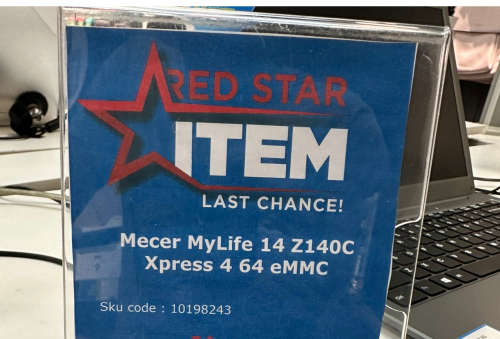 RED STAR
ITEM
LAST CHANCE!
Mecer MyLife 14 Z140C
Xpress 4 64 eMMC
Sku code : 10198243